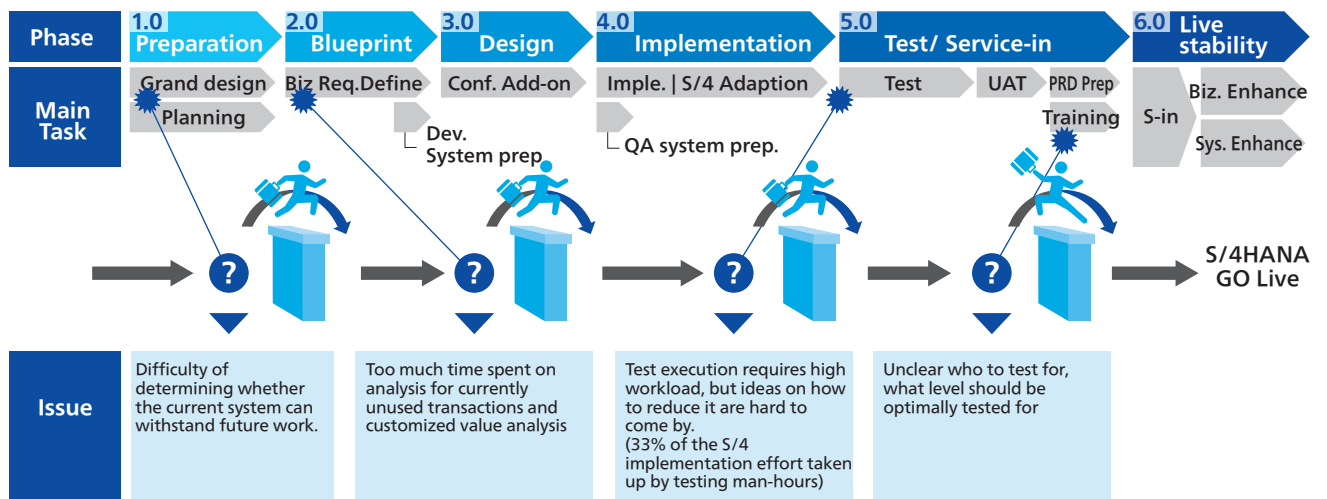 Phase
1.0
Preparation
2.0
Blueprint
3.0
Design
4.0
Implementation
5.0
Test/ Service-in
6.0
Live
stability
Main
Task
Grand design
Planning
Biz Req.Define
Dev.
System prep
Conf. Add-on
Imple. | S/4 Adaption
QA system prep.
Test
UAT
PRD Prep
Training
S-in
Biz. Enhance
Sys. Enhance
?
?
?
?
S/4HANA
GO Live
Issue
Difficulty of
determining whether
the current system can
withstand future work.
Too much time spent on
analysis for currently
unused transactions and
customized value analysis
Test execution requires high
workload, but ideas on how
to reduce it are hard to
come by.
(33% of the S/4
implementation effort taken
up by testing man-hours)
Unclear who to test for,
what level should be
optimally tested for